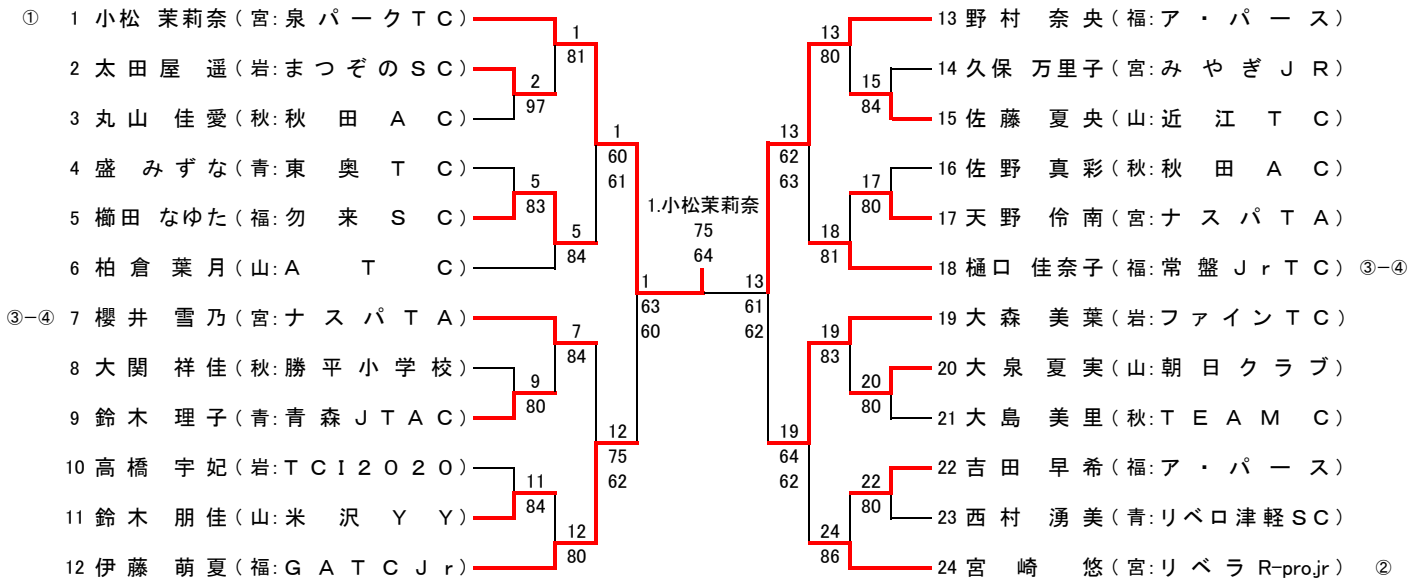 ① 1 小松 茉莉奈 (宮: 泉パークTC)
2 太田屋 遥 (岩: まつぞのSC)
3 丸山 佳愛 (秋: 秋田AC)
4 盛 みずな (青: 東奥TC)
5 櫛田 なゆた (福: 勿来SC)
6 柏倉 葉月 (山: ATC)
③-④ 7 櫻井 雪乃 (宮: ナスパTA)
8 大関 祥佳 (秋: 勝平小学校)
9 鈴木 理子 (青: 青森JTAC)
10 高橋 宇妃 (岩: TCI2020)
11 鈴木 朋佳 (山: 米沢YY)
12 伊藤 萌夏 (福: GATCJr)
2
97
5
83
9
80
11
84
1
81
5
84
7
84
12
80
1
60
61
12
75
62
1
63
60
1.小松茉莉奈
75
64
13
61
62
13
62
63
19
64
62
13
80
18
81
19
83
24
86
15
84
17
80
20
80
22
80
13 野村 奈央 (福: ア・パース)
14 久保 万里子 (宮: みやぎJR)
15 佐藤 夏央 (山: 近江TC)
16 佐野 真彩 (秋: 秋田AC)
17 天野 伶南 (宮: ナスパTA)
18 樋口 佳奈子 (福: 常盤JrTC) ③-④
19 大森 美葉 (岩: ファインTC)
20 大泉 夏実 (山: 朝日クラブ)
21 大島 美里 (秋: TEAM C)
22 吉田 早希 (福: ア・パース)
23 西村 湧美 (青: リベロ津軽SC)
24 宮崎 悠 (宮: リベラ R-pro.jr) ②